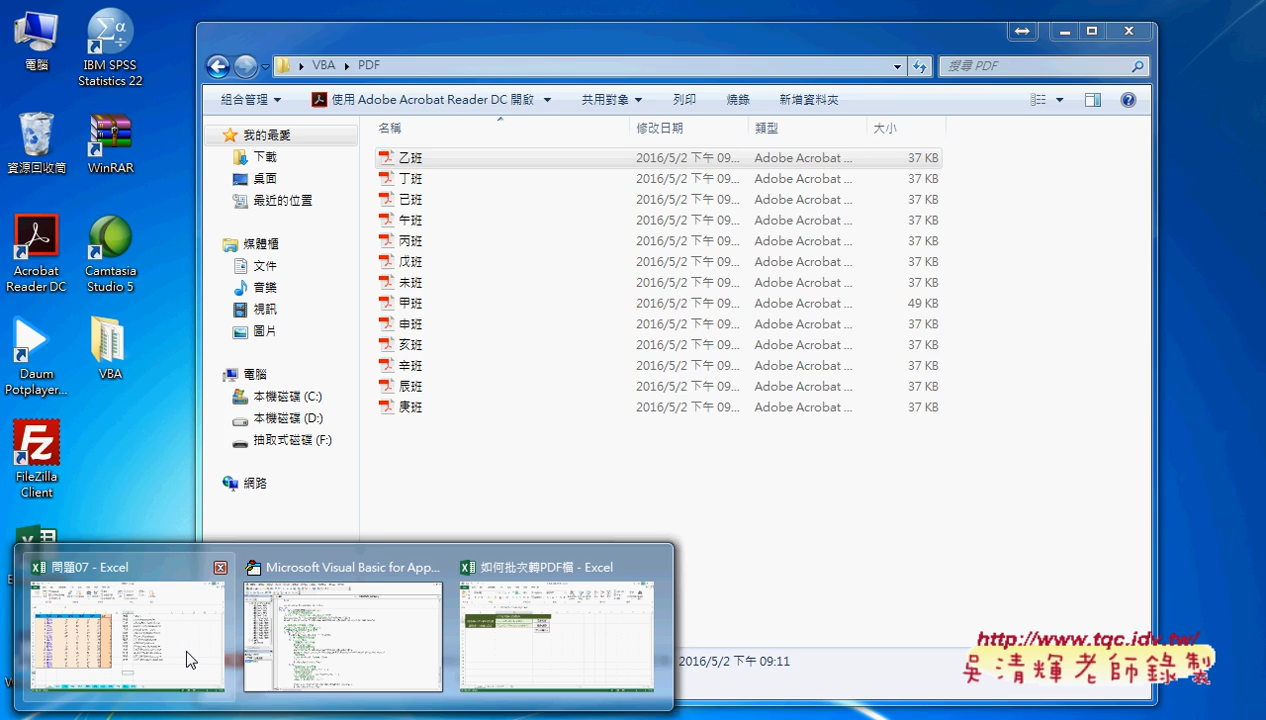 電腦
IBM SPSS
Statistics 22
資源回收筒
WinRAR
Acrobat
Reader DC
Camtasia
Studio 5
Daum
Potplayer...
VBA
FileZilla
Client
VBA
PDF
搜尋 PDF
組合管理
使用 Adobe Acrobat Reader DC 開啟
共用對象
列印
燒錄
新增資料夾
我的最愛
下載
桌面
最近的位置
媒體櫃
文件
音樂
視訊
圖片
電腦
本機磁碟 (C:)
本機磁碟 (D:)
抽取式磁碟 (F:)
網路
名稱 修改日期 類型 大小
乙班 2016/5/2 下午 09... Adobe Acrobat ... 37 KB
丁班 2016/5/2 下午 09... Adobe Acrobat ... 37 KB
已班 2016/5/2 下午 09... Adobe Acrobat ... 37 KB
午班 2016/5/2 下午 09... Adobe Acrobat ... 37 KB
丙班 2016/5/2 下午 09... Adobe Acrobat ... 37 KB
戊班 2016/5/2 下午 09... Adobe Acrobat ... 37 KB
未班 2016/5/2 下午 09... Adobe Acrobat ... 37 KB
甲班 2016/5/2 下午 09... Adobe Acrobat ... 49 KB
申班 2016/5/2 下午 09... Adobe Acrobat ... 37 KB
亥班 2016/5/2 下午 09... Adobe Acrobat ... 37 KB
辛班 2016/5/2 下午 09... Adobe Acrobat ... 37 KB
辰班 2016/5/2 下午 09... Adobe Acrobat ... 37 KB
庚班 2016/5/2 下午 09... Adobe Acrobat ... 37 KB
問題07 - Excel
Microsoft Visual Basic for App...
如何批次轉PDF檔 - Excel
2016/5/2 下午 09:11
http://www.tqc.idv.tw/
吳清輝老師錄製